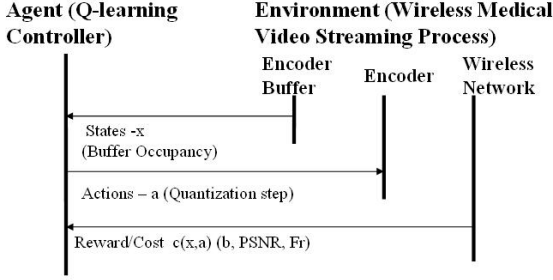 Agent (Q-learning
Controller)
Environment (Wireless Medical
Video Streaming Process)
Encoder
Buffer
Encoder
Wireless
Network
States -x
(Buffer Occupancy)
Actions – a (Quantization step)
Reward/Cost c(x,a) (b, PSNR, Fr)